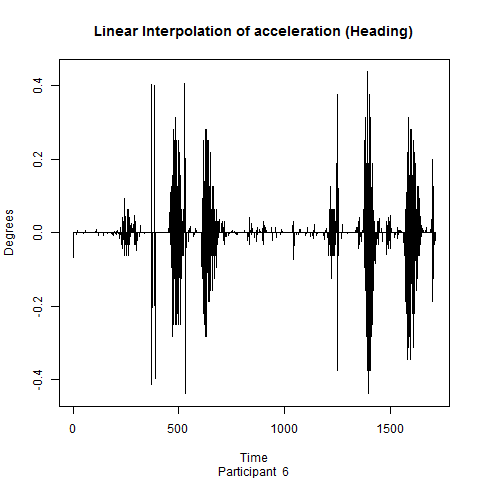 Linear Interpolation of acceleration (Heading)
0.4
0.2
0.0
-0.2
-0.4
Degrees
0
500
1000
1500
Time
Participant 6